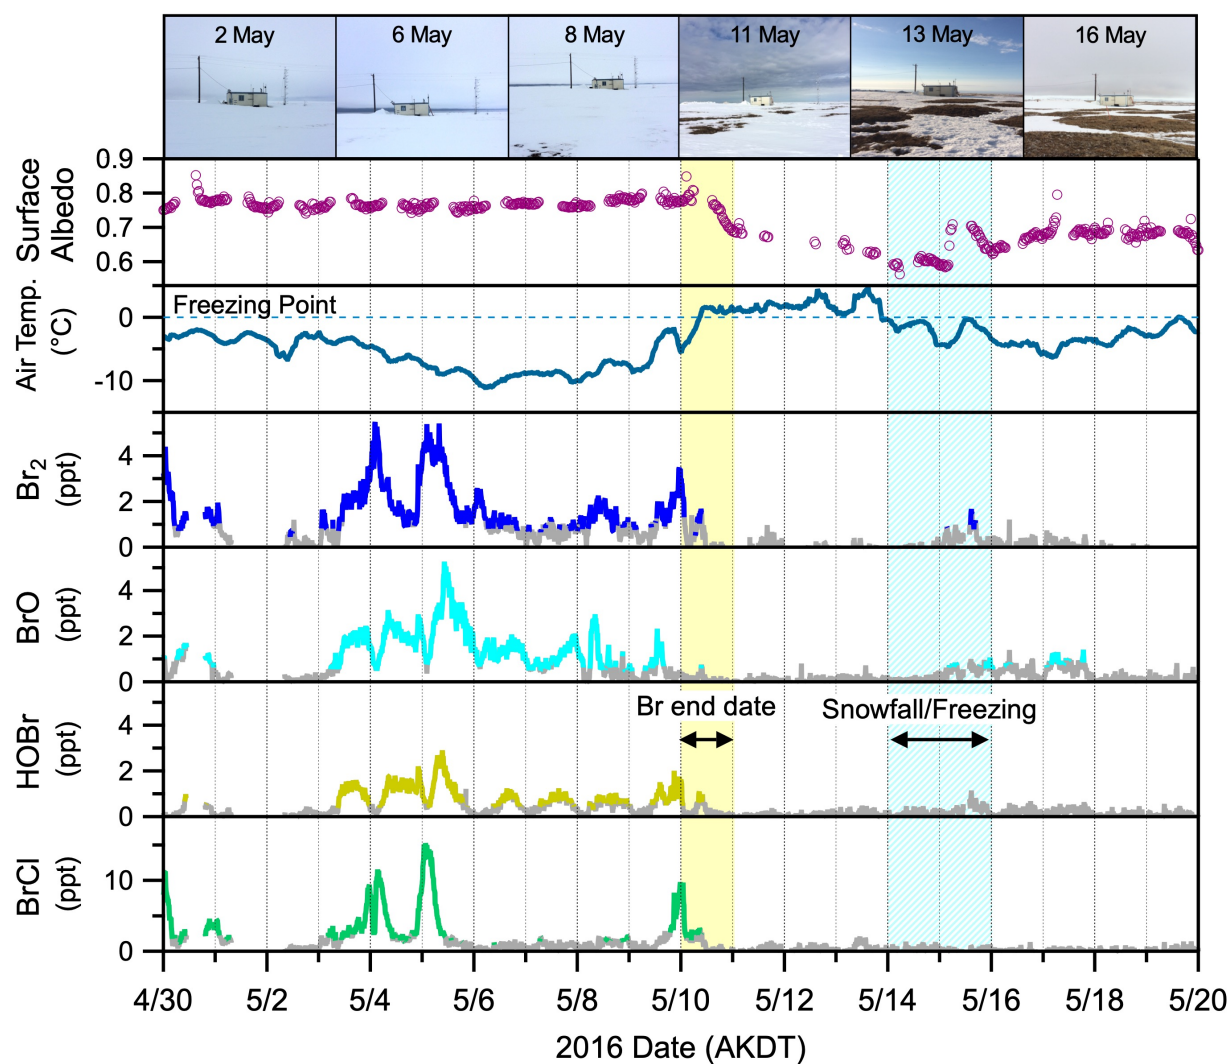 2 May 6 May 8 May 11 May 13 May 16 May
Surface
Albedo
0.9
0.8
0.7
0.6
Air Temp.
(°C)
Freezing Point
0
-10
Br2
(ppt)
4
2
0
BrO
(ppt)
4
2
0
HOBr
(ppt)
Br end date
Snowfall/Freezing
4
2
0
BrCl
(ppt)
10
0
4/30 5/2 5/4 5/6 5/8 5/10 5/12 5/14 5/16 5/18 5/20
2016 Date (AKDT)